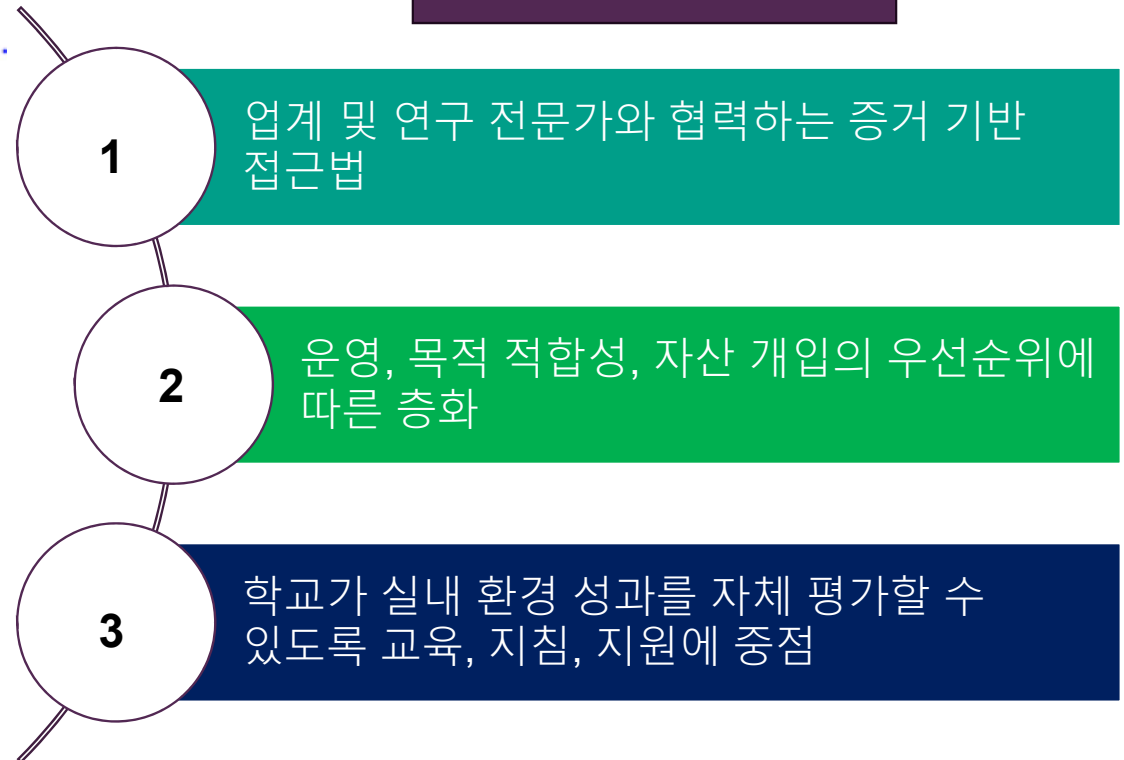 1
업계 및 연구 전문가와 협력하는 증거 기반
접근법
2
운영, 목적 적합성, 자산 개입의 우선순위에
따른 층화
3
학교가 실내 환경 성과를 자체 평가할 수
있도록 교육, 지침, 지원에 중점